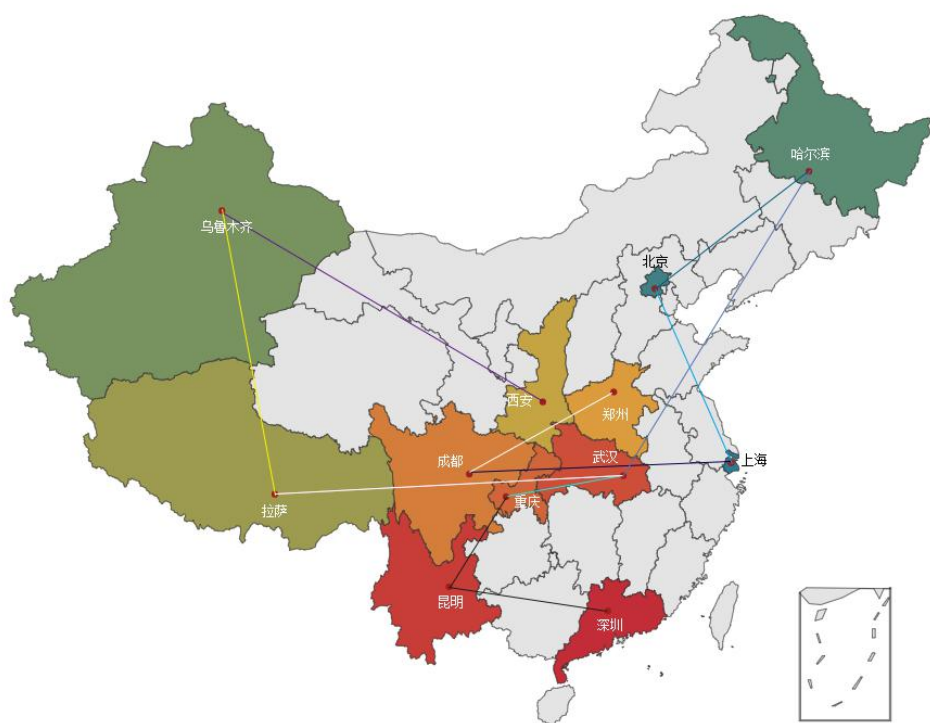 哈尔滨
乌鲁木齐
北京
西安
郑州
成都
武汉
上海
拉萨
重庆
昆明
深圳